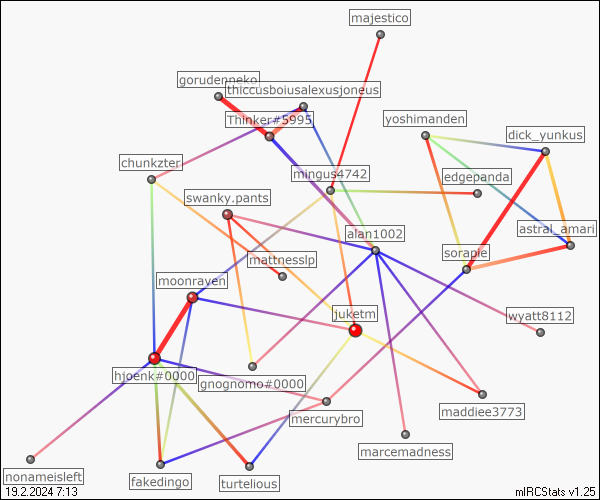 majestico
gorudenneko
thiccusboiusalexusjoneus
Thinker#5995
yoshimanden
dick_yunkus
chunkzter
mingus4742
edgepanda
swanky.pants
alan1002
astral_amari
mattnesslp
sorapie
moonraven
juketm
wyatt8112
hjoenk#0000
gnognomo#0000
maddiee3773
mercurybro
marcemadness
nonameisleft
fakedingo
turtelious
19.2.2024 7:13
mIRCStats v1.25